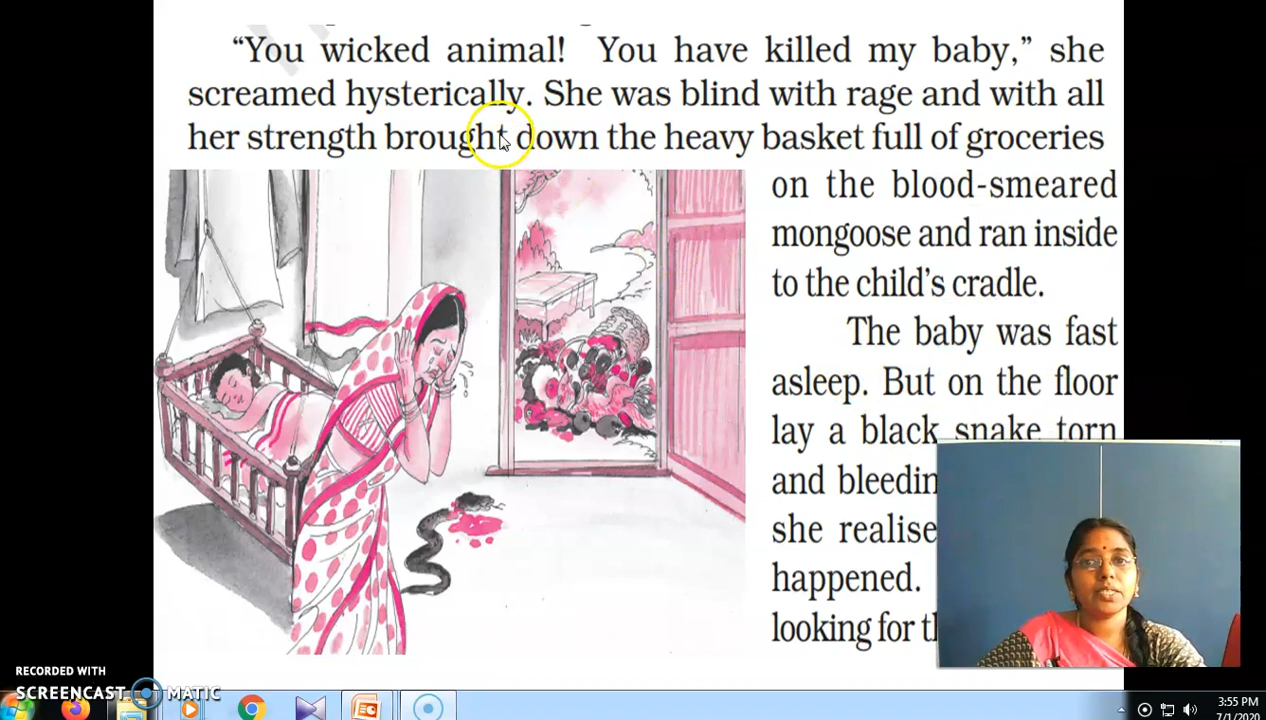 “You wicked animal! You have killed my baby,” she
screamed hysterically. She was blind with rage and with all
her strength brought down the heavy basket full of groceries
on the blood-smeared
mongoose and ran inside
to the child’s cradle.
The baby was fast
asleep. But on the floor
lay a black snake torn
and
she
happened.
looking for
RECORDED WITH
SCREENCAST MATIC
3:55 PM
7/1/2020